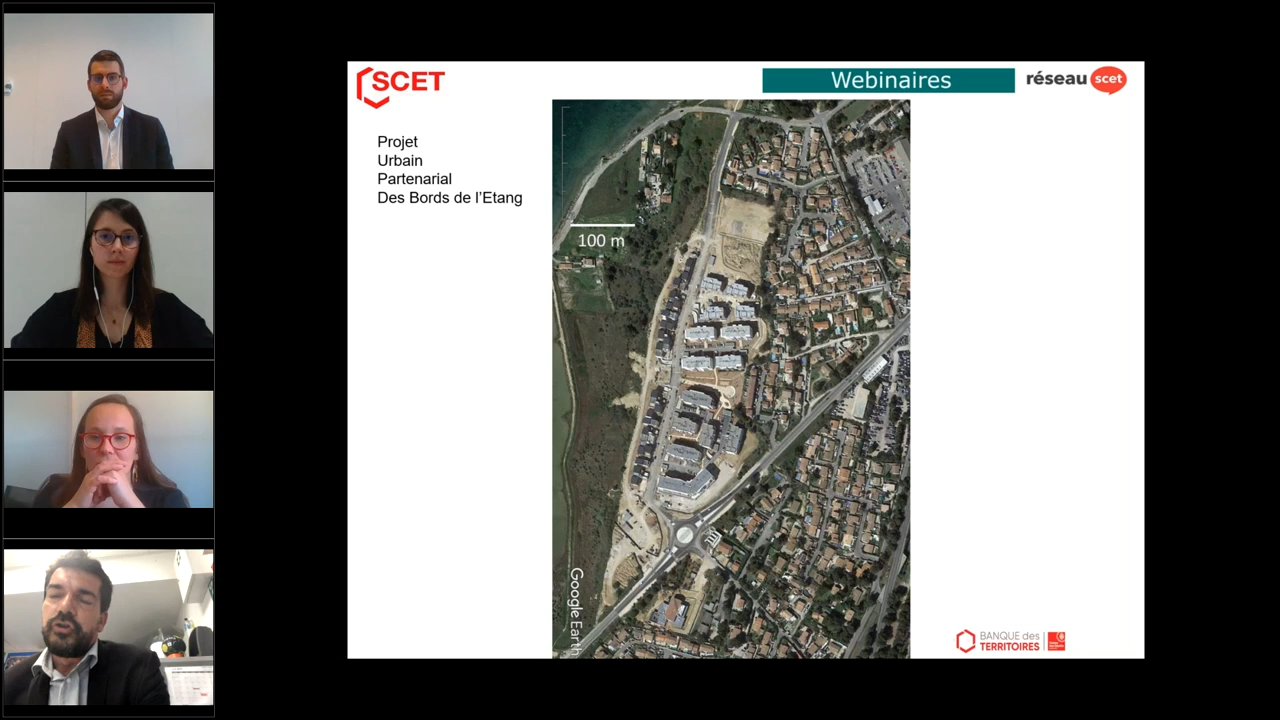 SCET
Webinaires
réseau scet
Projet
Urbain
Partenarial
Des Bords de l'Etang
100 m
Google Earth
BANQUE des
TERRITOIRES